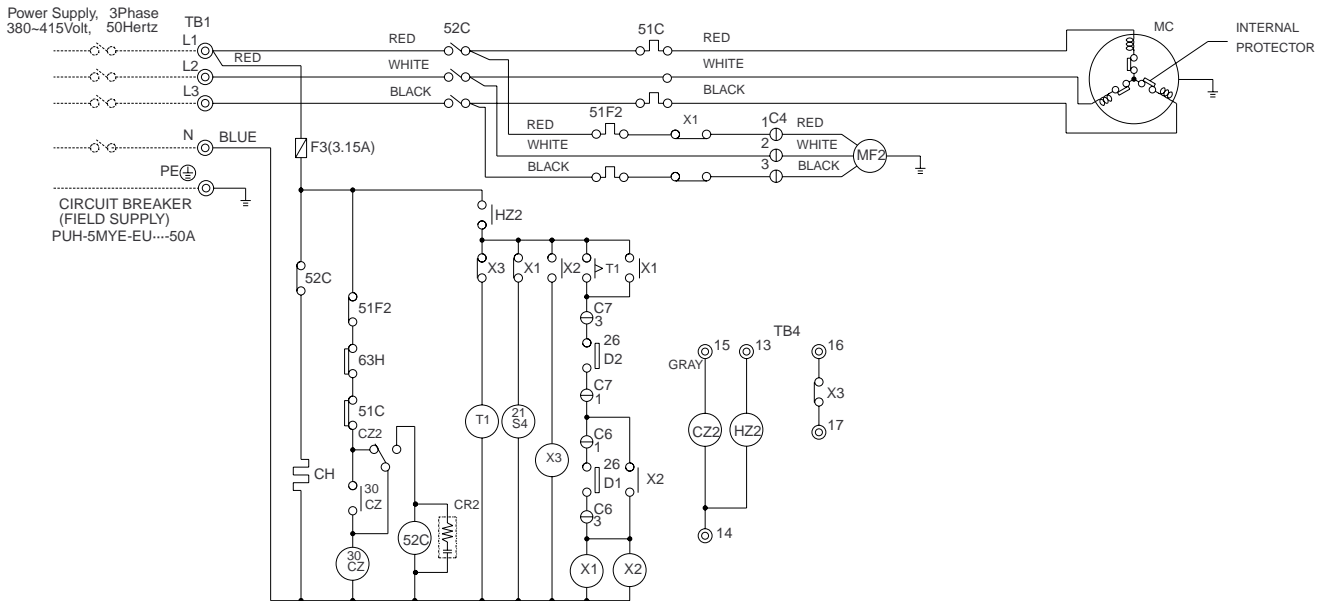 Power Supply, 3Phase
380~415Volt, 50Hertz
TB1
L1
RED
RED
52C
51C
RED
MC
INTERNAL
PROTECTOR
L2
WHITE
WHITE
L3
BLACK
BLACK
N
BLUE
F3(3.15A)
RED
WHITE
BLACK
51F2
X1
1
C4
RED
2
WHITE
3
BLACK
MF2
PE
CIRCUIT BREAKER
(FIELD SUPPLY)
PUH-5MYE-EU····50A
HZ2
52C
X3
X1
X2
T1
X1
51F2
63H
51C
CZ2
30
CZ
30
CZ
CH
52C
CR2
T1
21
S4
X3
C7
3
26
D2
C7
1
C6
1
26
D1
C6
3
X2
X1
X2
TB4
15
13
16
GRAY
CZ2
HZ2
X3
17
14